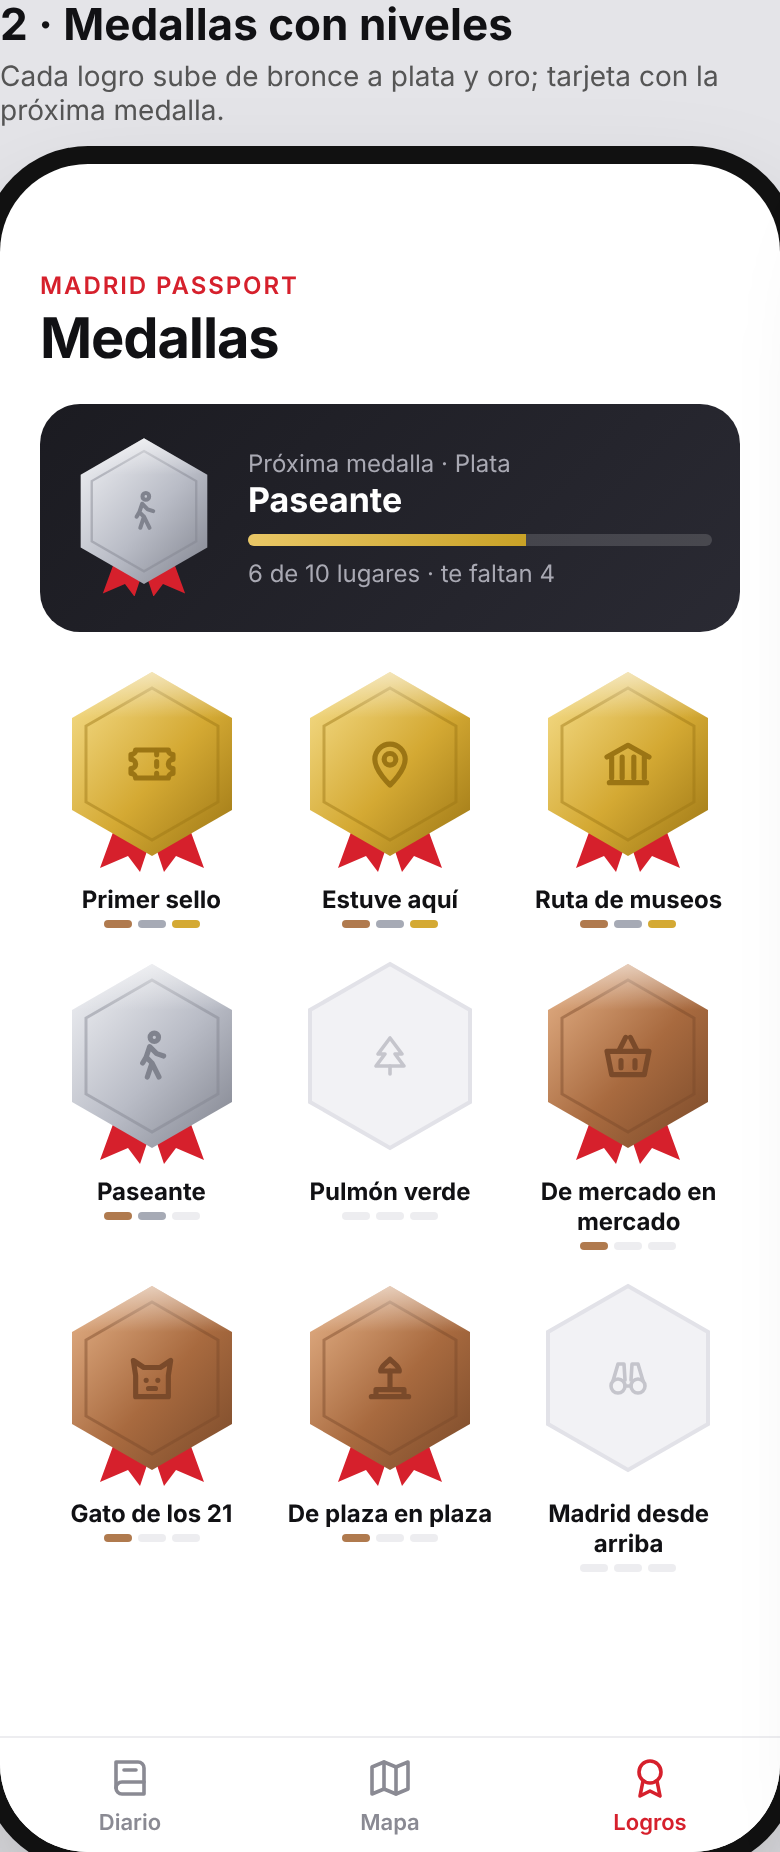 2 · Medallas con niveles
Cada logro sube de bronce a plata y oro; tarjeta con la
próxima medalla.
MADRID PASSPORT
Medallas
Próxima medalla · Plata
Paseante
6 de 10 lugares · te faltan 4
Primer sello
Estuve aquí
Ruta de museos
Paseante
Pulmón verde
De mercado en
mercado
Gato de los 21
De plaza en plaza
Madrid desde
arriba
Diario
Mapa
Logros